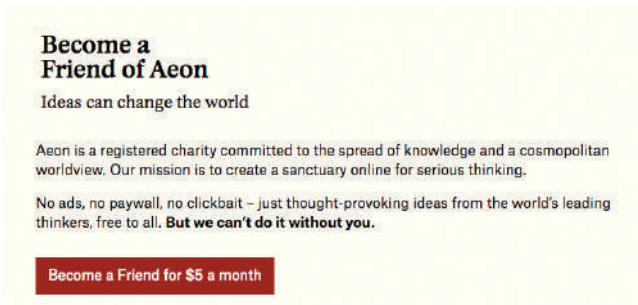 Become a
Friend of Aeon
Ideas can change the world
Aeon is a registered charity committed to the spread of knowledge and a cosmopolitan
worldview. Our mission is to create a sanctuary online for serious thinking.
No ads, no paywall, no clickbait – just thought-provoking ideas from the world's leading
thinkers, free to all. But we can't do it without you.
Become a Friend for $5 a month